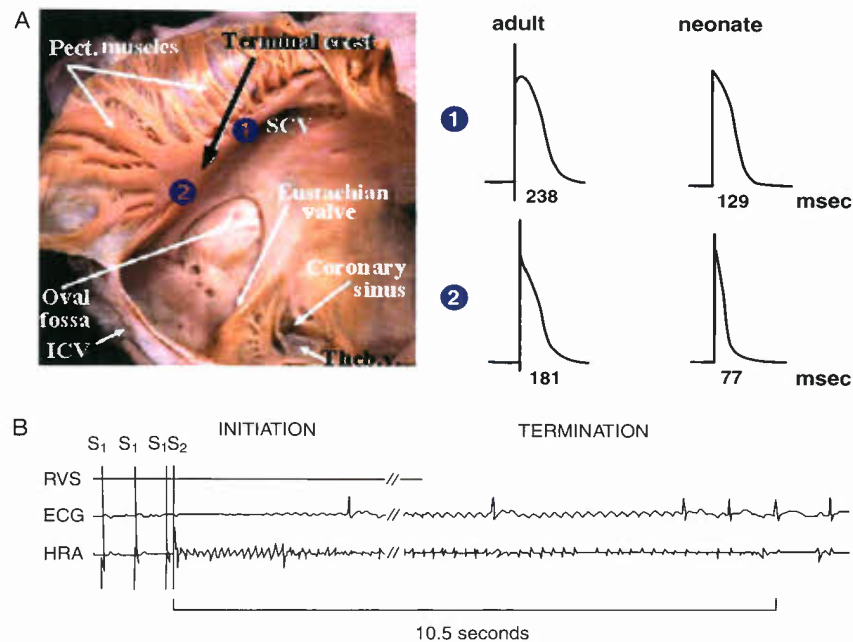 A
Pect. muscles
Terminal crest
1
SCV
2
Eustachian
valve
Coronary
sinus
Oval
fossa
ICV
Theb.v.
adult
neonate
1
238
129
msec
2
181
77
msec
B
INITIATION
TERMINATION
S1 S1 S1S2
RVS
ECG
HRA
10.5 seconds